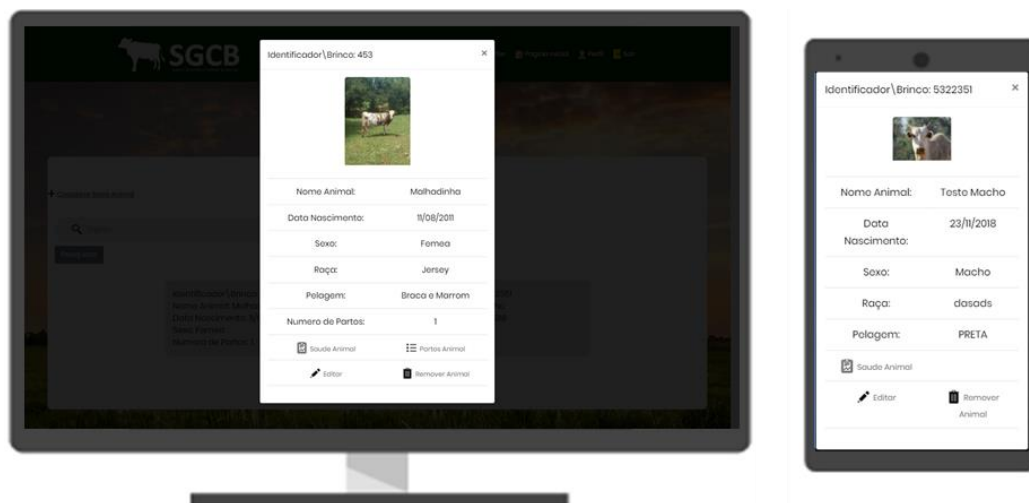 SGCB
Identificador\Brinco: 453 ×
Nome Animal: Malhadinha
Data Nascimento: 11/08/2011
Sexo: Femea
Raça: Jersey
Pelagem: Braca e Marrom
Numero de Partos: 1
Saude Animal Partos Animal
Editar Remover Animal
Identificador\Brinco: 5322351 ×
Nome Animal: Teste Macho
Data 23/11/2018
Nascimento:
Sexo: Macho
Raça: dasads
Pelagem: PRETA
Saude Animal
Editar Remover
Animal